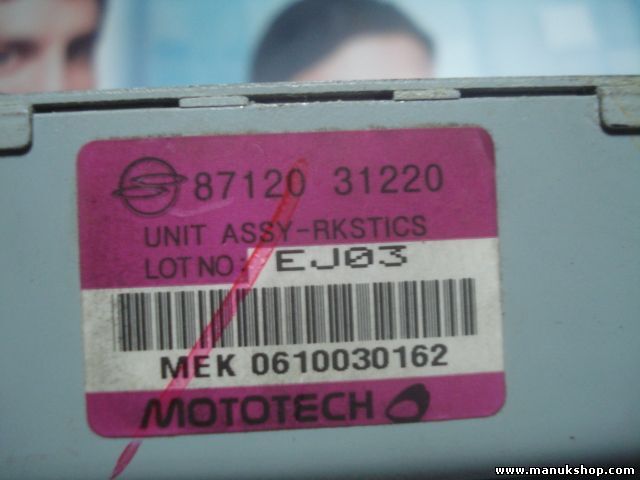 87120 31220
UNIT ASSY-RKSTICS
LOT NO: EJ03
MEK 0610030162
MOTOTECH
www.manukshop.com